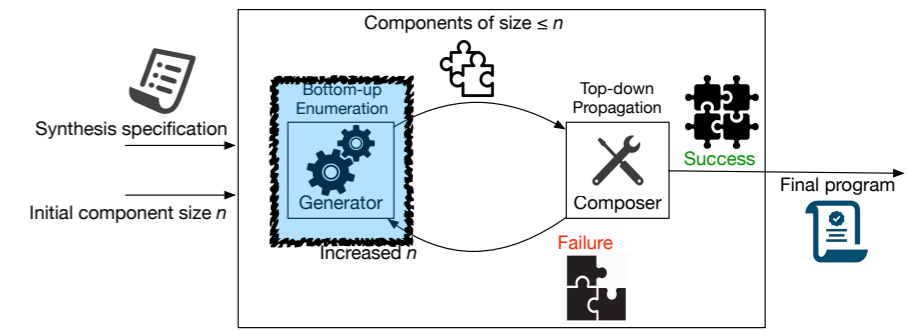 Components of size ≤ n
Bottom-up
Enumeration
Top-down
Propagation
Synthesis specification
Success
Final program
Generator
Composer
Initial component size n
Increased n
Failure